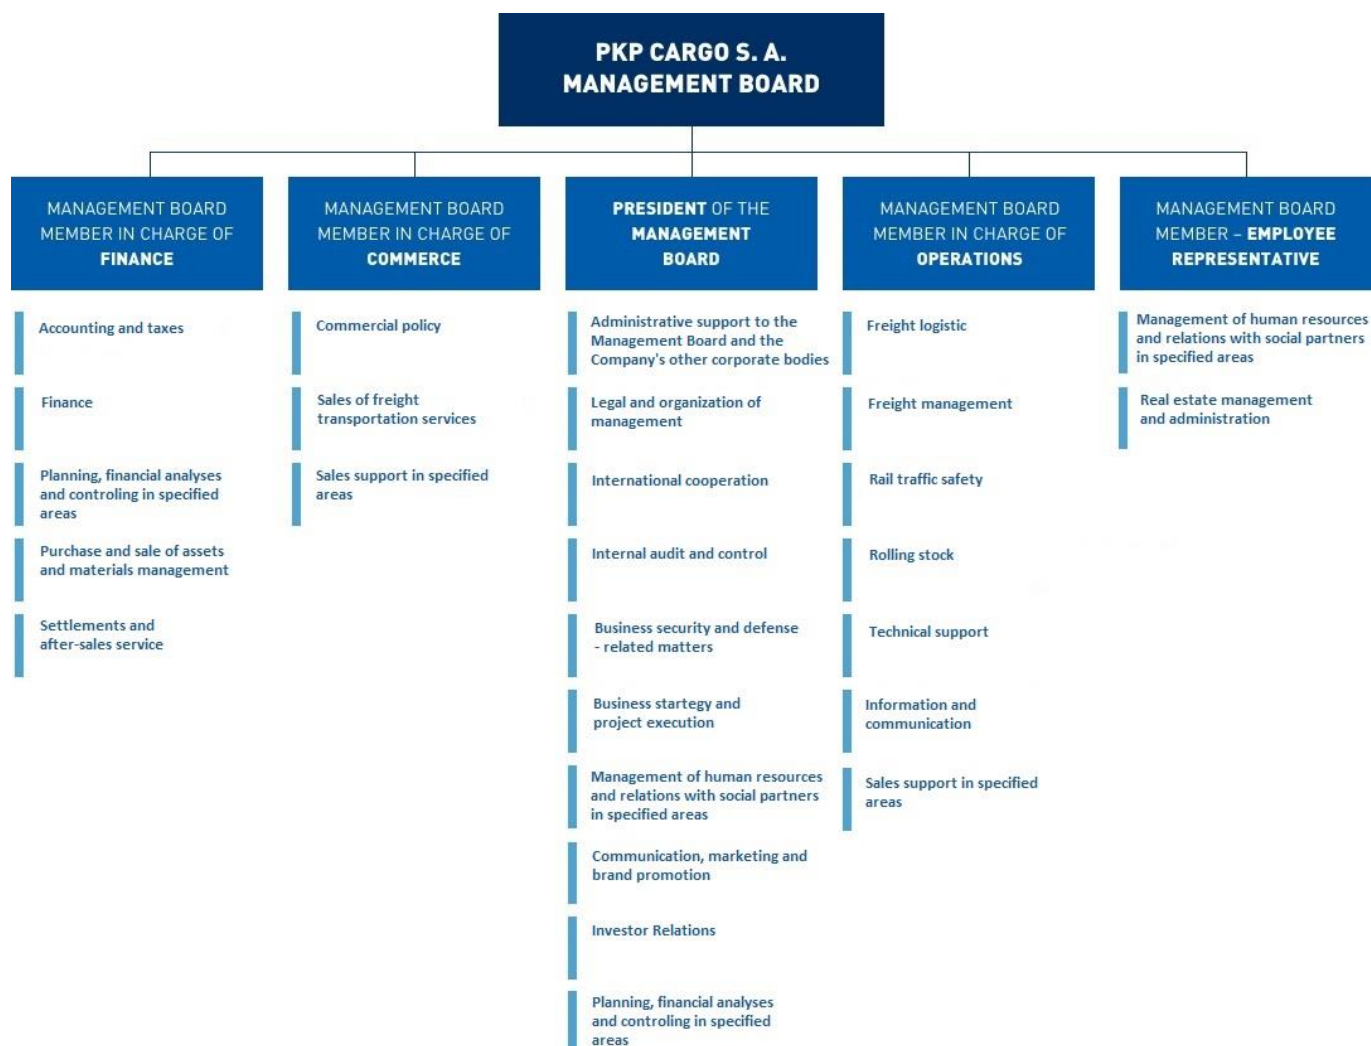 PKP CARGO S. A.
MANAGEMENT BOARD
MANAGEMENT BOARD
MEMBER IN CHARGE OF
FINANCE
Accounting and taxes
Finance
Planning, financial analyses
and controling in specified
areas
Purchase and sale of assets
and materials management
Settlements and
after-sales service
MANAGEMENT BOARD
MEMBER IN CHARGE OF
COMMERCE
Commercial policy
Sales of freight
transportation services
Sales support in specified
areas
PRESIDENT OF THE
MANAGEMENT
BOARD
Administrative support to the
Management Board and the
Company's other corporate bodies
Legal and organization of
management
International cooperation
Internal audit and control
Business security and defense
- related matters
Business startegy and
project execution
Management of human resources
and relations with social partners
in specified areas
Communication, marketing and
brand promotion
Investor Relations
Planning, financial analyses
and controling in specified
areas
MANAGEMENT BOARD
MEMBER IN CHARGE OF
OPERATIONS
Freight logistic
Freight management
Rail traffic safety
Rolling stock
Technical support
Information and
communication
Sales support in specified
areas
MANAGEMENT BOARD
MEMBER – EMPLOYEE
REPRESENTATIVE
Management of human resources
and relations with social partners
in specified areas
Real estate management
and administration